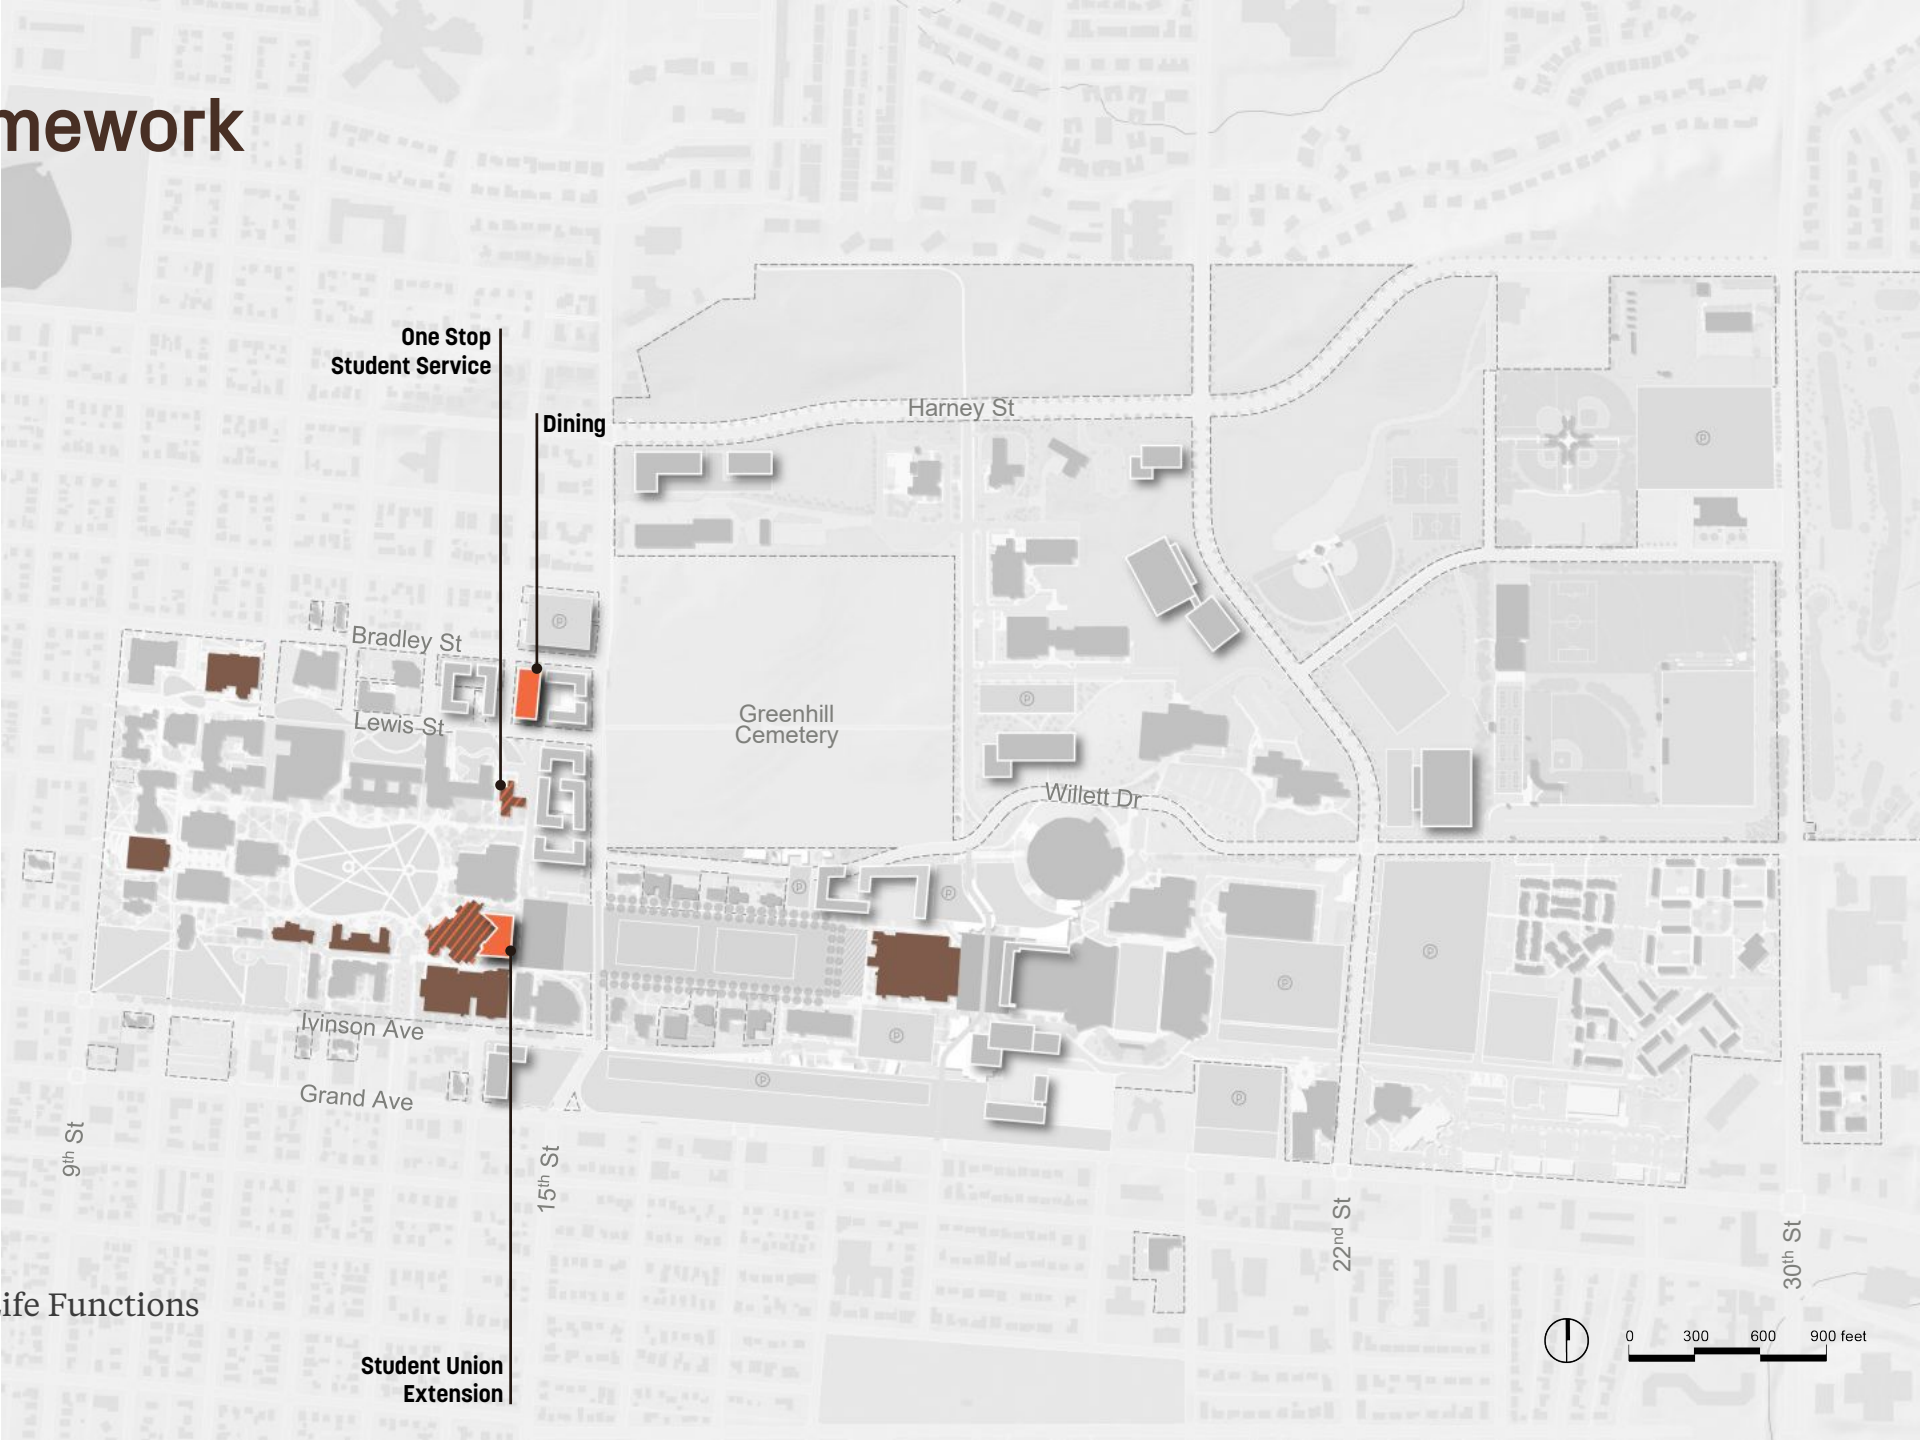 mework
One Stop
Student Service
Dining
Harney St
Bradley St
Lewis St
Greenhill
Cemetery
Willett Dr
Ivinson Ave
Grand Ave
9th St
15th St
22nd St
30th St
ife Functions
Student Union
Extension
0 300 600 900 feet
P
P
P
P
P
P
P
P
P
P